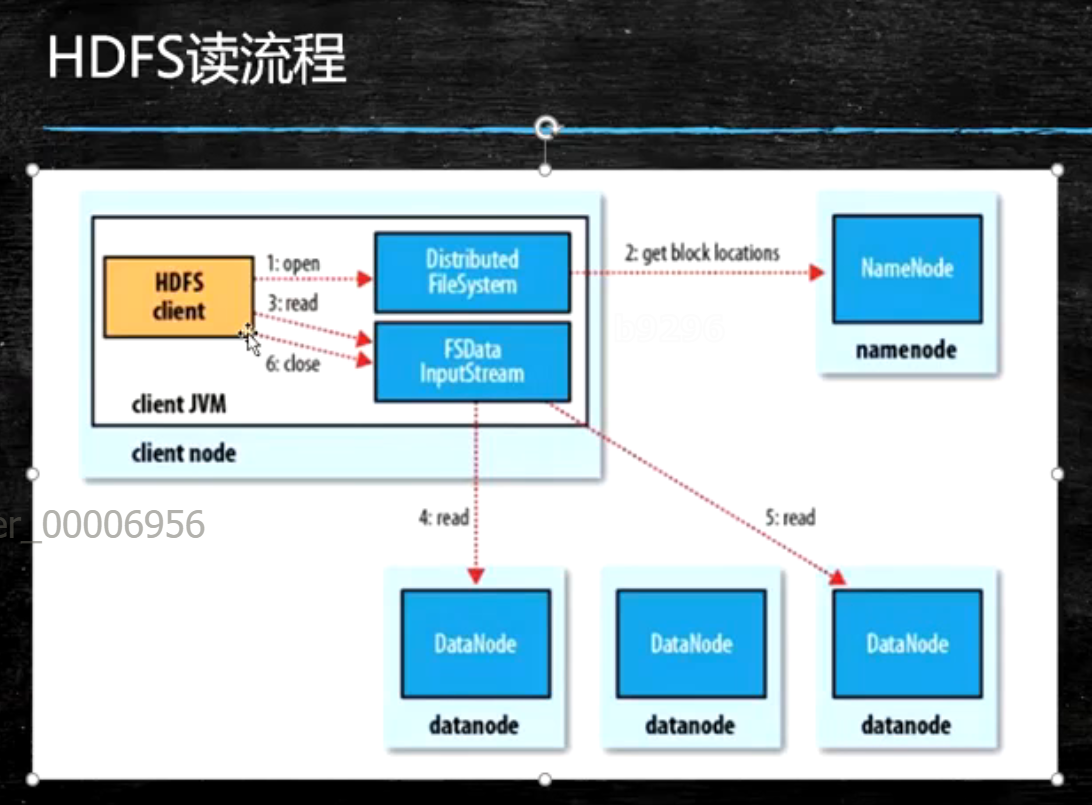 HDFS读流程
HDFS
client
1: open
3: read
6: close
Distributed
FileSystem
FSData
InputStream
client JVM
client node
2: get block locations
NameNode
namenode
4: read
5: read
er_00006956
DataNode
datanode
DataNode
datanode
DataNode
datanode